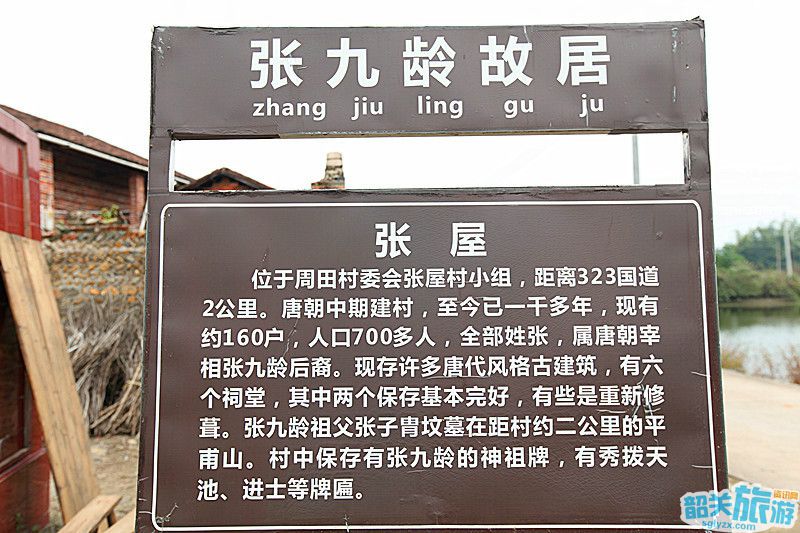 张九龄故居
zhang jiu ling gu ju
张 屋
位于周田村委会张屋村小组，距离323国道
2公里。唐朝中期建村，至今已一千多年，现有
约160户，人口700多人，全部姓张，属唐朝宰
相张九龄后裔。现存许多唐代风格古建筑，有六
个祠堂，其中两个保存基本完好，有些是重新修
葺。张九龄祖父张子胄坟墓在距村约二公里的平
甫山。村中保存有张九龄的神祖牌，有秀拨天
池、进士等牌匾。
韶关旅游资讯网
sglyzx.com